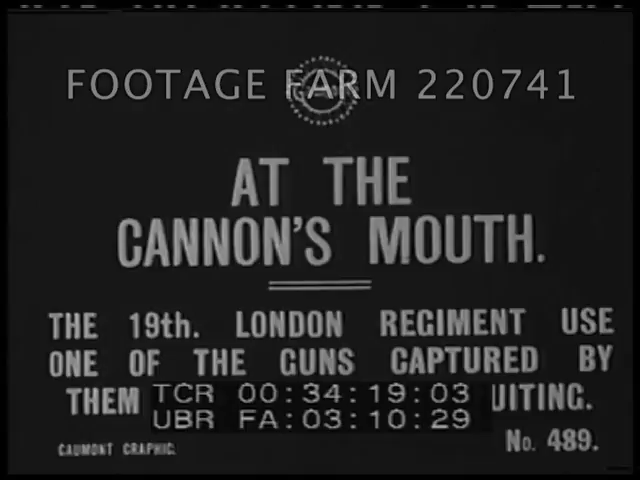 FOOTAGE FARM 220741
AT THE
CANNON'S MOUTH.
THE 19th. LONDON REGIMENT USE
ONE OF THE GUNS CAPTURED BY
THEM UITING.
TCR 00:34:19:03
UBR FA:03:10:29
GAUMONT GRAPHIC.
No. 489.